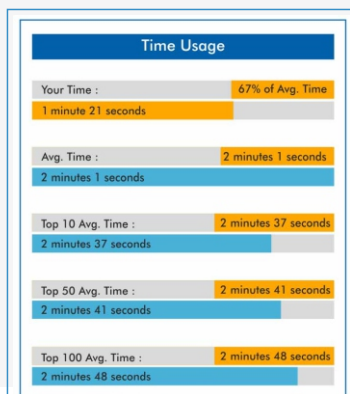 Time Usage
Your Time : 67% of Avg. Time
1 minute 21 seconds
Avg. Time : 2 minutes 1 seconds
2 minutes 1 seconds
Top 10 Avg. Time : 2 minutes 37 seconds
2 minutes 37 seconds
Top 50 Avg. Time : 2 minutes 41 seconds
2 minutes 41 seconds
Top 100 Avg. Time : 2 minutes 48 seconds
2 minutes 48 seconds